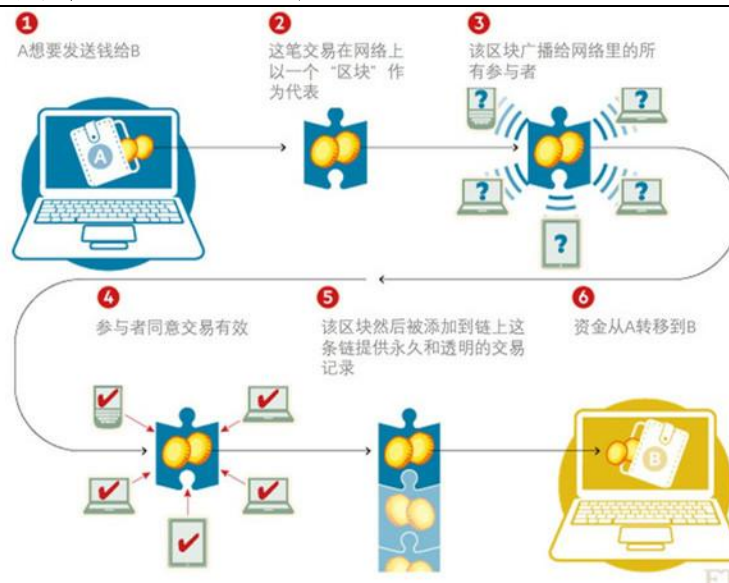 1
A想要发送钱给B
2
这笔交易在网络上
以一个“区块”作
为代表
3
该区块广播给网络里的所
有参与者
A
?
?
?
?
?
4
参与者同意交易有效
5
该区块然后被添加到链上这
条链提供永久和透明的交易
记录
6
资金从A转移到B
B